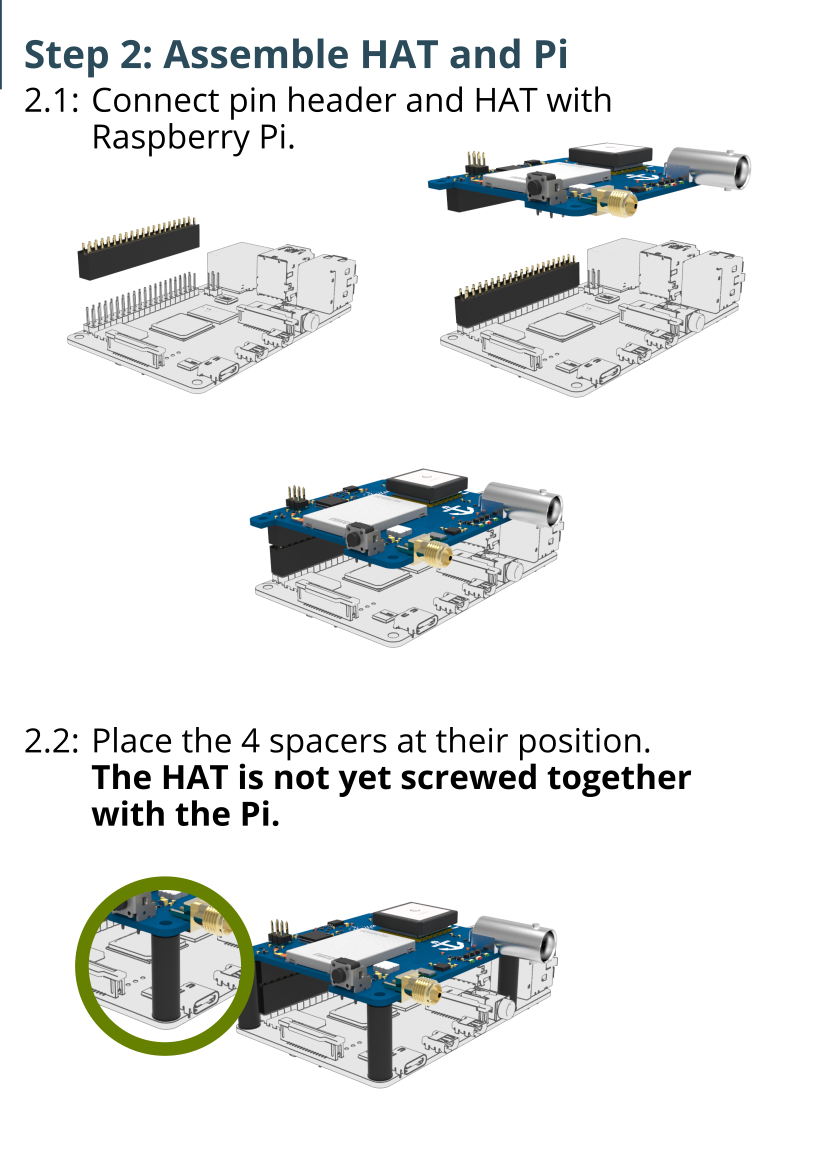 Step 2: Assemble HAT and Pi
2.1: Connect pin header and HAT with
Raspberry Pi.
2.2: Place the 4 spacers at their position.
The HAT is not yet screwed together
with the Pi.